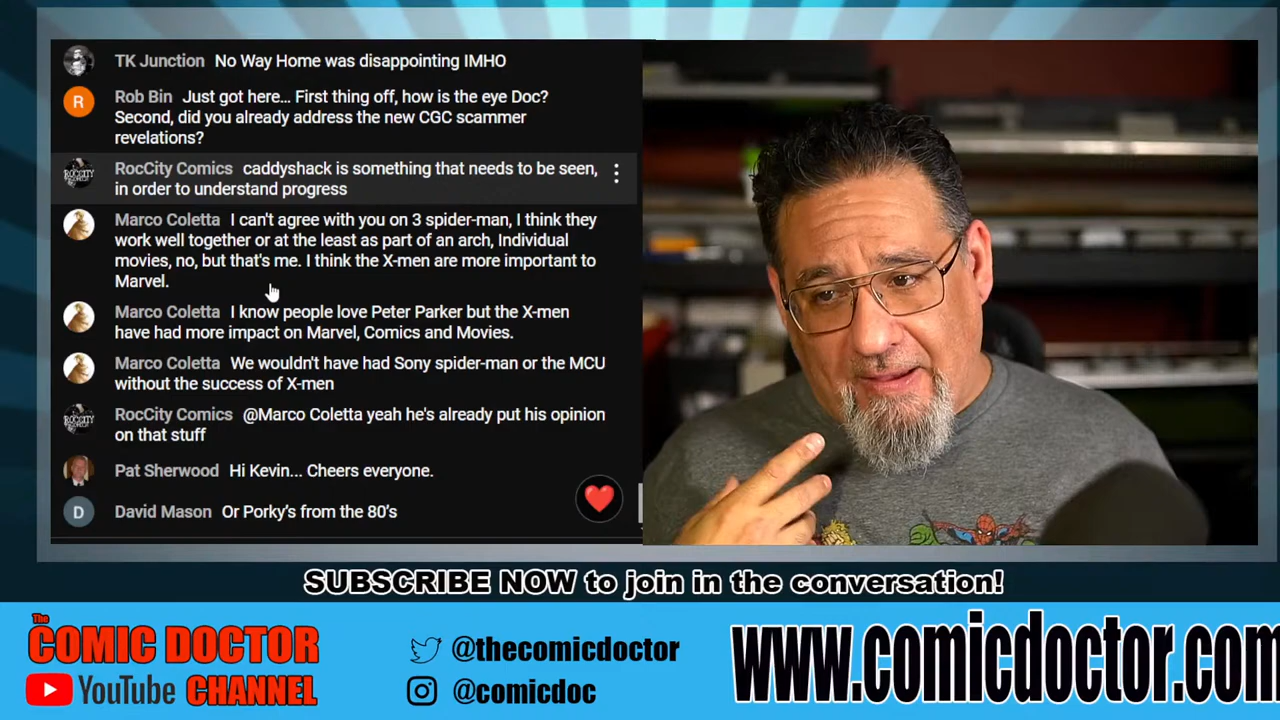 TK Junction No Way Home was disappointing IMHO
R Rob Bin Just got here... First thing off, how is the eye Doc?
Second, did you already address the new CGC scammer
revelations?
RocCity Comics caddyshack is something that needs to be seen,
in order to understand progress
Marco Coletta I can't agree with you on 3 spider-man, I think they
work well together or at the least as part of an arch, Individual
movies, no, but that's me. I think the X-men are more important to
Marvel.
Marco Coletta I know people love Peter Parker but the X-men
have had more impact on Marvel, Comics and Movies.
Marco Coletta We wouldn't have had Sony spider-man or the MCU
without the success of X-men
RocCity Comics @Marco Coletta yeah he's already put his opinion
on that stuff
Pat Sherwood Hi Kevin... Cheers everyone.
D David Mason Or Porky's from the 80's
SUBSCRIBE NOW to join in the conversation!
The
COMIC DOCTOR
YouTube CHANNEL
@thecomicdoctor
@comicdoc
www.comicdoctor.com